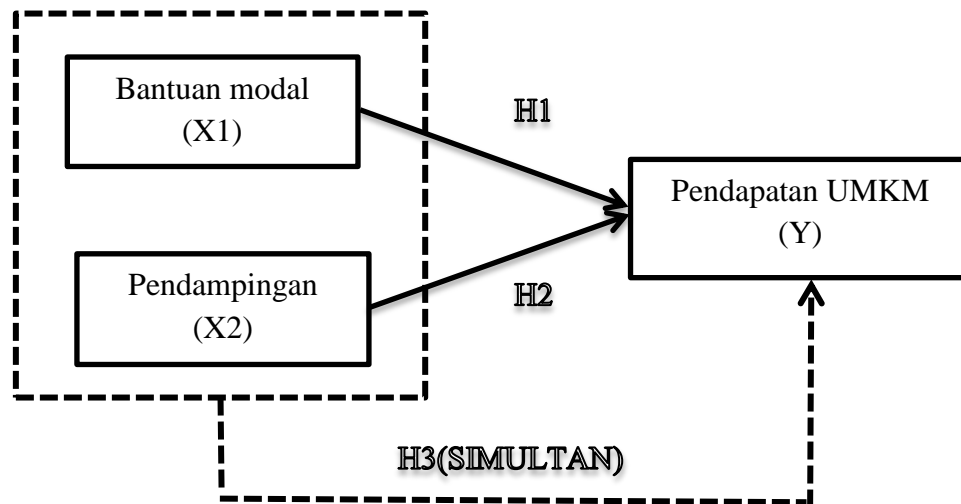 Bantuan modal
(X1)
H1
Pendapatan UMKM
(Y)
Pendampingan
(X2)
H2
H3(SIMULTAN)